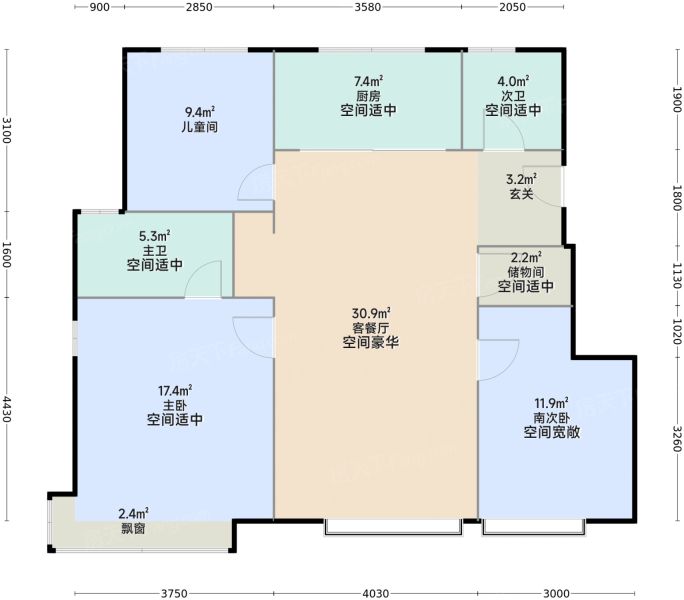 900 2850 3580 2050
3100
1600
4430
1900
1800
1130
1020
3260
9.4㎡
儿童间
7.4㎡
厨房
空间适中
4.0㎡
次卫
空间适中
3.2㎡
玄关
5.3㎡
主卫
空间适中
2.2㎡
储物间
空间适中
30.9㎡
客餐厅
空间豪华
17.4㎡
主卧
空间适中
11.9㎡
南次卧
空间宽敞
2.4㎡
飘窗
3750 4030 3000